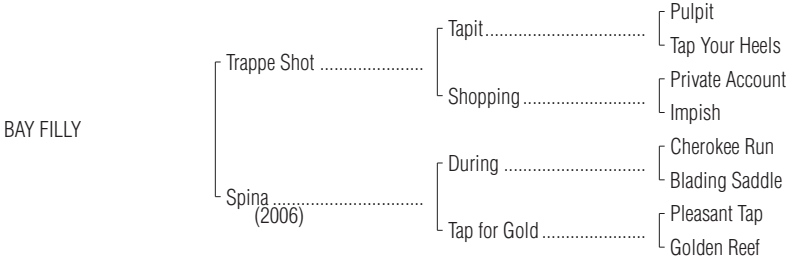 Pulpit
Tapit
Tap Your Heels
Trappe Shot
Private Account
Shopping
Impish
BAY FILLY
Cherokee Run
During
Blading Saddle
Spina
(2006)
Pleasant Tap
Tap for Gold
Golden Reef